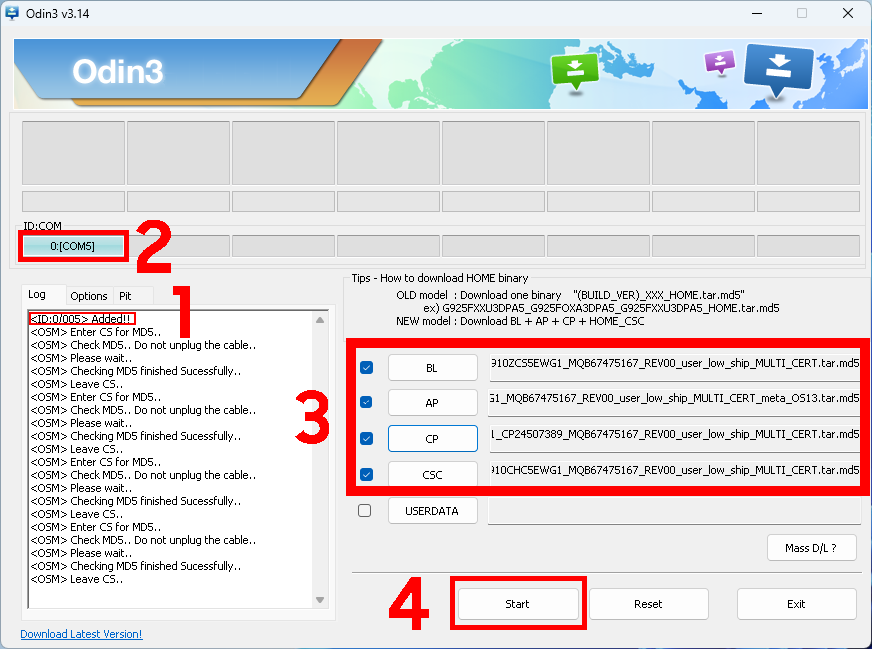 Odin3 v3.14
Odin3
ID:COM
0:[COM5]
2
Log
Options
Pit
1
<ID:0/005> Added!!
<OSM> Enter CS for MD5..
<OSM> Check MD5.. Do not unplug the cable..
<OSM> Please wait..
<OSM> Checking MD5 finished Sucessfully..
<OSM> Leave CS..
<OSM> Enter CS for MD5..
<OSM> Check MD5.. Do not unplug the cable..
<OSM> Please wait..
<OSM> Checking MD5 finished Sucessfully..
<OSM> Leave CS..
<OSM> Enter CS for MD5..
<OSM> Check MD5.. Do not unplug the cable..
<OSM> Please wait..
<OSM> Checking MD5 finished Sucessfully..
<OSM> Leave CS..
<OSM> Enter CS for MD5..
<OSM> Check MD5.. Do not unplug the cable..
<OSM> Please wait..
<OSM> Checking MD5 finished Sucessfully..
<OSM> Leave CS..
Download Latest Version!
Tips - How to download HOME binary
OLD model : Download one binary "(BUILD_VER)_XXX_HOME.tar.md5"
ex) G925FXXU3DPA5_G925FOXA3DPA5_G925FXXU3DPA5_HOME.tar.md5
NEW model : Download BL + AP + CP + HOME_CSC
3
BL 910ZCS5EWG1_MQB67475167_REV00_user_low_ship_MULTI_CERT.tar.md5
AP G1_MQB67475167_REV00_user_low_ship_MULTI_CERT_meta_OS13.tar.md5
CP 1_CP24507389_MQB67475167_REV00_user_low_ship_MULTI_CERT.tar.md5
CSC 910CHC5EWG1_MQB67475167_REV00_user_low_ship_MULTI_CERT.tar.md5
USERDATA
Mass D/L ?
4
Start
Reset
Exit